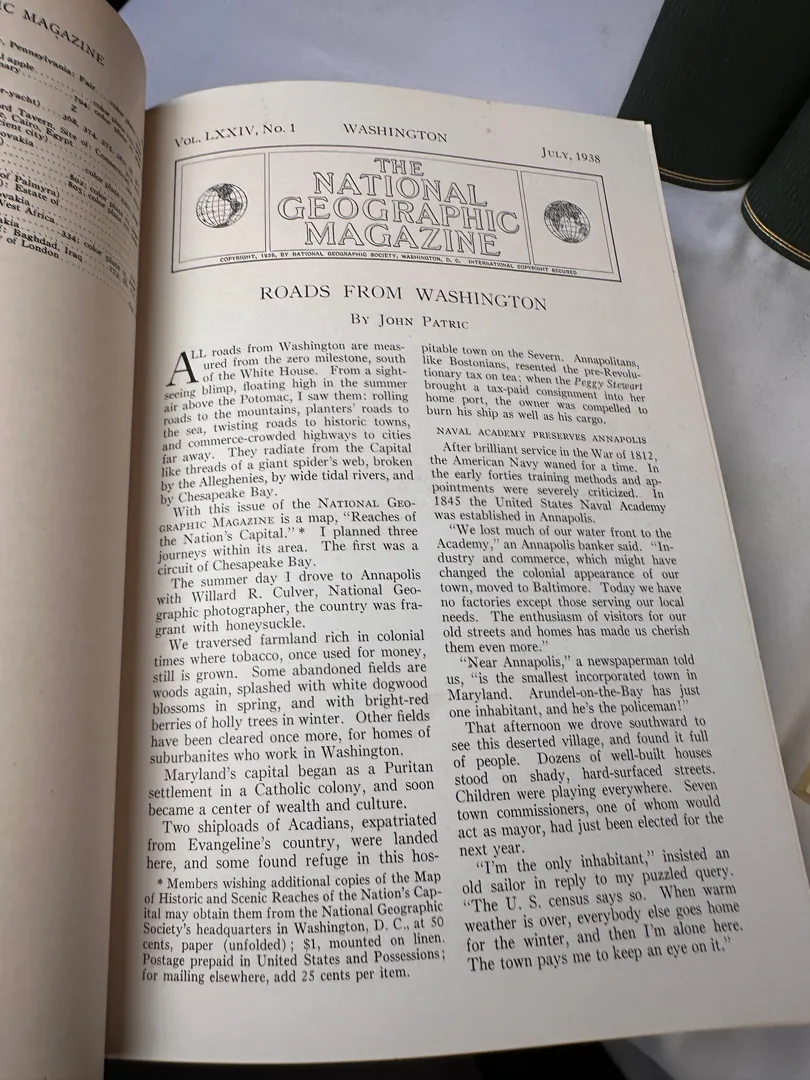 IC MAGAZINE
, Pennsylvania: Fair
l apple
r-yacht) 368, 374
Cairo, Egypt
cient city)
ovakia
of Palmyra)
): Estate of
vakia
West Africa 334: color
akia
f: Baghdad, Iraq
y of London
VOL. LXXIV, No. 1 WASHINGTON JULY, 1938
THE
NATIONAL
GEOGRAPHIC
MAGAZINE
COPYRIGHT, 1938, BY NATIONAL GEOGRAPHIC SOCIETY, WASHINGTON, D. C. INTERNATIONAL COPYRIGHT SECURED
ROADS FROM WASHINGTON
BY JOHN PATRIC
ALL roads from Washington are meas-
ured from the zero milestone, south
of the White House. From a sight-
seeing blimp, floating high in the summer
air above the Potomac, I saw them: rolling
roads to the mountains, planters' roads to
the sea, twisting roads to historic towns,
and commerce-crowded highways to cities
far away. They radiate from the Capital
like threads of a giant spider's web, broken
by the Alleghenies, by wide tidal rivers, and
by Chesapeake Bay.
With this issue of the NATIONAL GEO-
GRAPHIC MAGAZINE is a map, "Reaches of
the Nation's Capital."* I planned three
journeys within its area. The first was a
circuit of Chesapeake Bay.
The summer day I drove to Annapolis
with Willard R. Culver, National Geo-
graphic photographer, the country was fra-
grant with honeysuckle.
We traversed farmland rich in colonial
times where tobacco, once used for money,
still is grown. Some abandoned fields are
woods again, splashed with white dogwood
blossoms in spring, and with bright-red
berries of holly trees in winter. Other fields
have been cleared once more, for homes of
suburbanites who work in Washington.
Maryland's capital began as a Puritan
settlement in a Catholic colony, and soon
became a center of wealth and culture.
Two shiploads of Acadians, expatriated
from Evangeline's country, were landed
here, and some found refuge in this hos-
* Members wishing additional copies of the Map
of Historic and Scenic Reaches of the Nation's Cap-
ital may obtain them from the National Geographic
Society's headquarters in Washington, D. C., at 50
cents, paper (unfolded); $1, mounted on linen.
Postage prepaid in United States and Possessions;
for mailing elsewhere, add 25 cents per item.
pitable town on the Severn. Annapolitans,
like Bostonians, resented the pre-Revolu-
tionary tax on tea; when the Peggy Stewart
brought a tax-paid consignment into her
home port, the owner was compelled to
burn his ship as well as his cargo.
NAVAL ACADEMY PRESERVES ANNAPOLIS
After brilliant service in the War of 1812,
the American Navy waned for a time. In
the early forties training methods and ap-
pointments were severely criticized. In
1845 the United States Naval Academy
was established in Annapolis.
"We lost much of our water front to the
Academy," an Annapolis banker said. "In-
dustry and commerce, which might have
changed the colonial appearance of our
town, moved to Baltimore. Today we have
no factories except those serving our local
needs. The enthusiasm of visitors for our
old streets and homes has made us cherish
them even more."
"Near Annapolis," a newspaperman told
us, "is the smallest incorporated town in
Maryland. Arundel-on-the-Bay has just
one inhabitant, and he's the policeman!"
That afternoon we drove southward to
see this deserted village, and found it full
of people. Dozens of well-built houses
stood on shady, hard-surfaced streets.
Children were playing everywhere. Seven
town commissioners, one of whom would
act as mayor, had just been elected for the
next year.
"I'm the only inhabitant," insisted an
old sailor in reply to my puzzled query.
"The U. S. census says so. When warm
weather is over, everybody else goes home
for the winter, and then I'm alone here.
The town pays me to keep an eye on it."